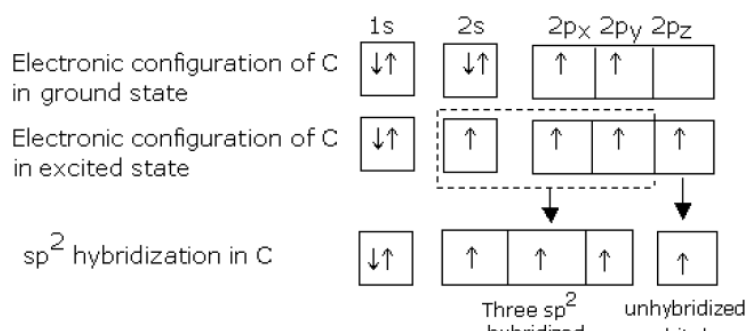 1s 2s 2px 2py 2pz
Electronic configuration of C
in ground state
Electronic configuration of C
in excited state
sp² hybridization in C
Three sp² unhybridized
hybridized